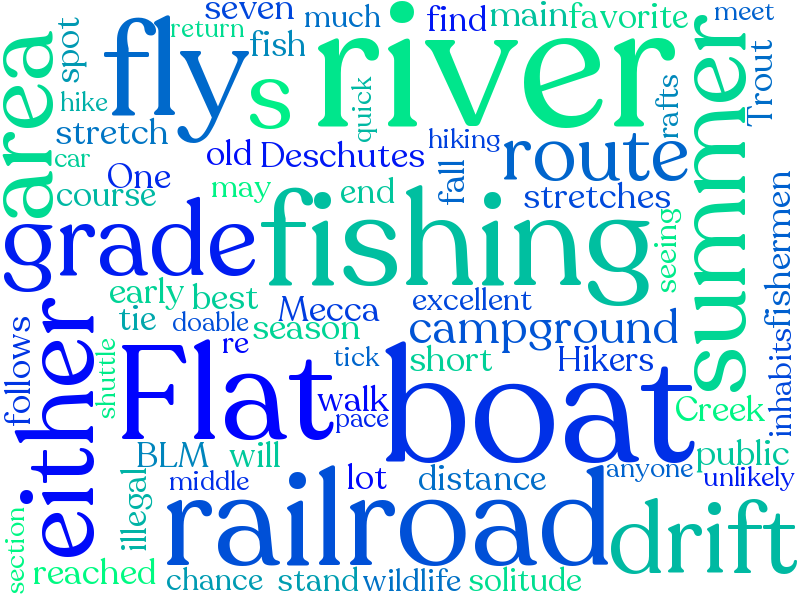 seven
much
find
main
favorite
meet
return
fish
fly
s
river
spot
area
hike
quick
rafts
Trout
stretch
car
old
Deschutes
hiking
route
summer
One
course
may
end
fall
stretches
grade
fishing
seeing
fishermen
early
best
Mecca
excellent
tie
doable
season
campground
follows
either
shuttle
re
tick
short
Hikers
inhabits
Flat
walk
pace
boat
Creek
BLM
will
public
illegal
middle
lot
distance
anyone
unlikely
railroad
drift
section
reached
chance
stand
wildlife
solitude